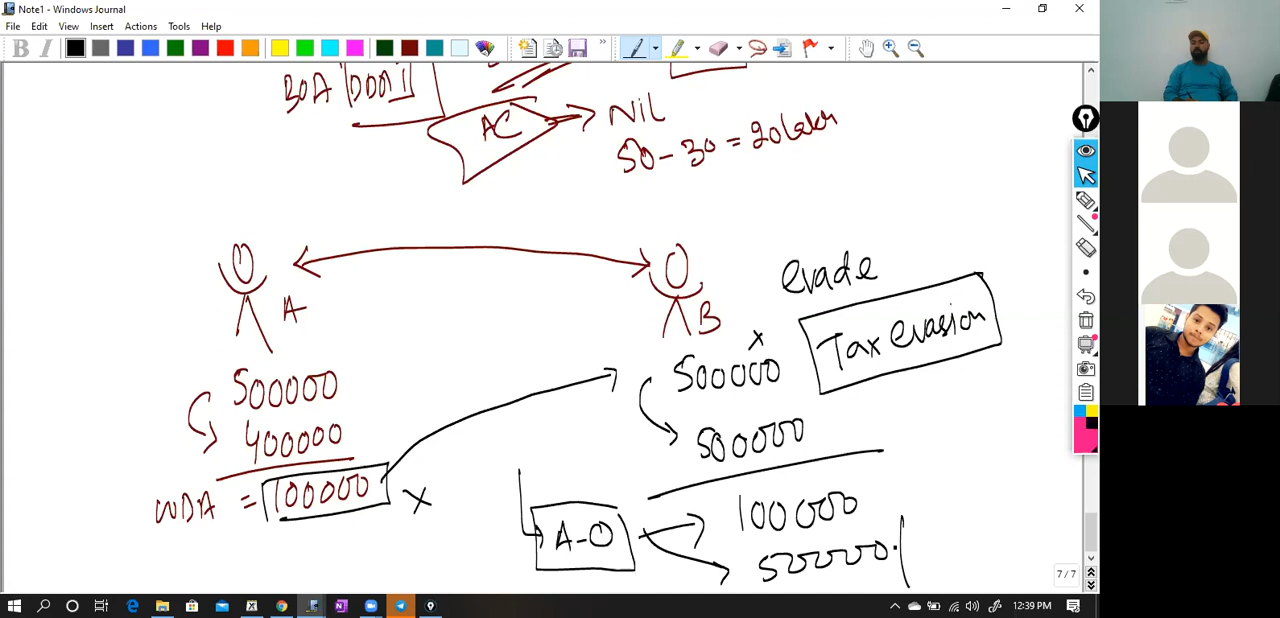 Note1 - Windows Journal
File Edit View Insert Actions Tools Help
B I
BOA
AC
Nil
50 - 30 = 20 lakh
A
B
evade
Tax evasion
x
500000
400000
WDA = 100000
x
500000
500000
A-O
100000
500000
7 / 7
12:39 PM